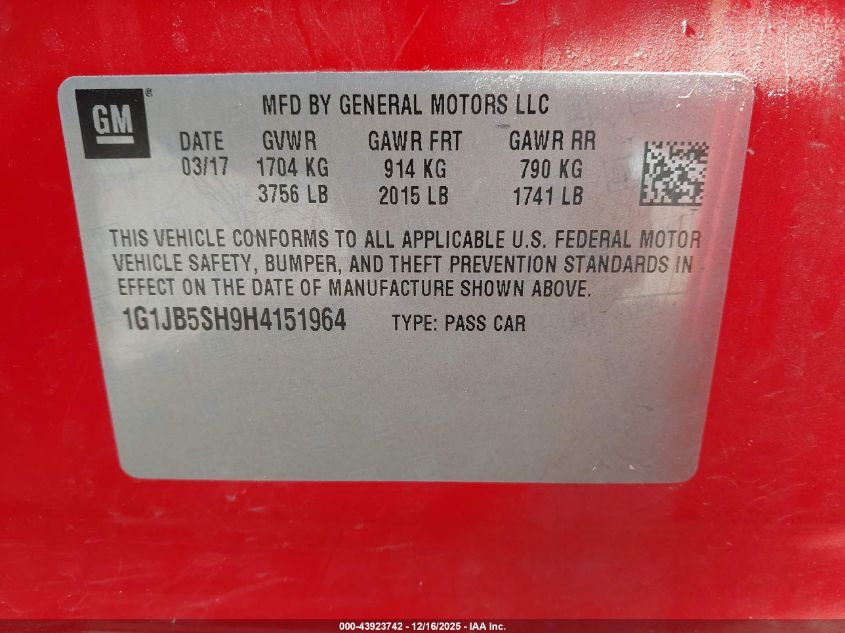 GM®
MFD BY GENERAL MOTORS LLC
DATE GVWR GAWR FRT GAWR RR
03/17 1704 KG 914 KG 790 KG
3756 LB 2015 LB 1741 LB
THIS VEHICLE CONFORMS TO ALL APPLICABLE U.S. FEDERAL MOTOR
VEHICLE SAFETY, BUMPER, AND THEFT PREVENTION STANDARDS IN
EFFECT ON THE DATE OF MANUFACTURE SHOWN ABOVE.
1G1JB5SH9H4151964 TYPE: PASS CAR
000-43923742 - 12/16/2025 - IAA Inc.